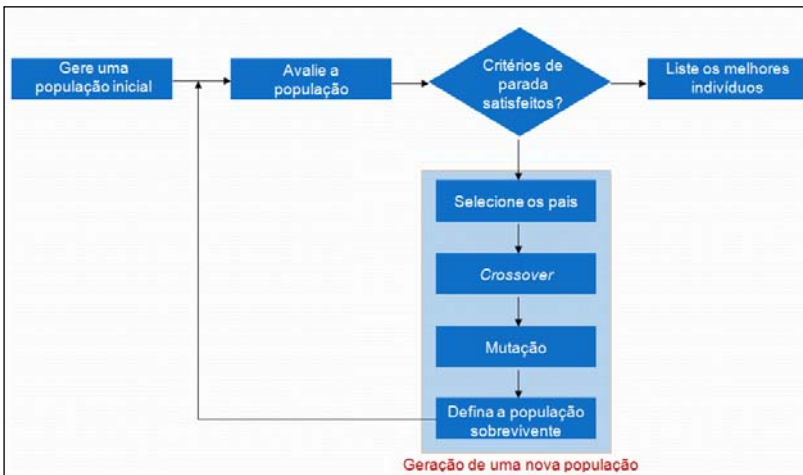 Gere uma
população inicial
Avalie a
população
Critérios de
parada
satisfeitos?
Liste os melhores
indivíduos
Selecione os pais
Crossover
Mutação
Defina a população
sobrevivente
Geração de uma nova população